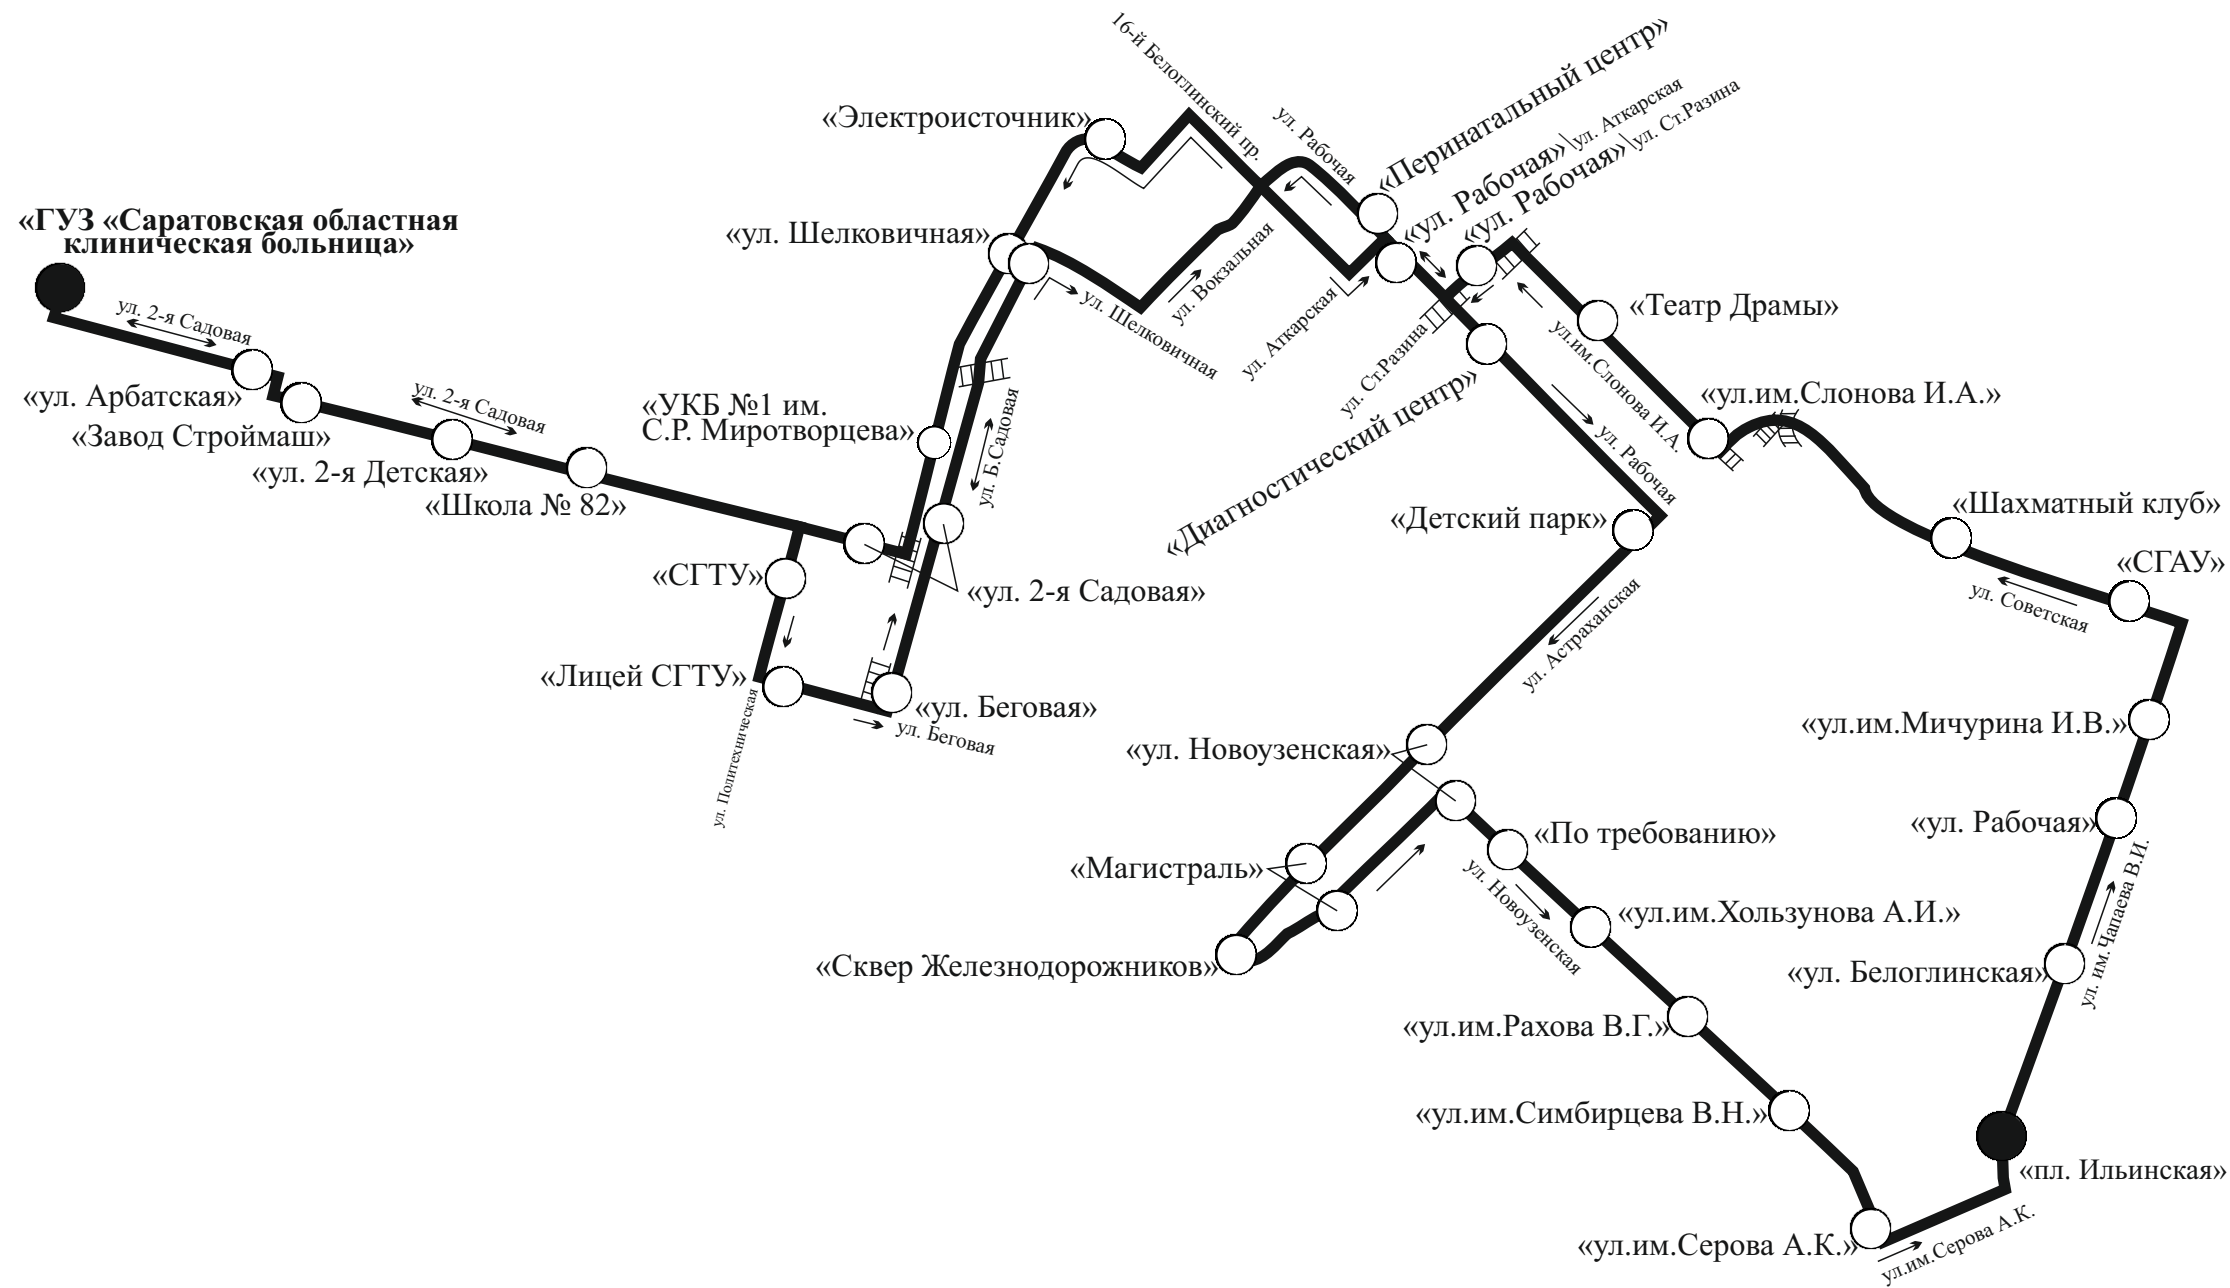 16-й Белоглинский пр.
«Электроисточник»
ул. Рабочая
«Перинатальный центр»
«ул. Рабочая»\ул. Аткарская
«ул. Рабочая»\ул. Ст.Разина
«ГУЗ «Саратовская областная
клиническая больница»
«ул. Шелковичная»
ул. 2-я Садовая
ул. Вокзальная
ул. Шелковичная
ул. Аткарская
ул. Ст.Разина
«Театр Драмы»
ул.им.Слонова И.А.
«ул.им.Слонова И.А.»
«ул. Арбатская»
«Завод Строймаш»
ул. 2-я Садовая
«ул. 2-я Детская»
«Школа № 82»
«УКБ №1 им.
С.Р. Миротворцева»
ул. Б.Садовая
«Диагностический центр»
ул. Рабочая
«Детский парк»
«Шахматный клуб»
«СГАУ»
ул. Советская
«СГТУ»
«ул. 2-я Садовая»
ул. Астраханская
«Лицей СГТУ»
«ул. Беговая»
ул. Беговая
ул. Политехническая
«ул. Новоузенская»
«ул.им.Мичурина И.В.»
«По требованию»
«ул. Рабочая»
«Магистраль»
ул. Новоузенская
«ул.им.Хользунова А.И.»
ул. им.Чапаева В.И.
«Сквер Железнодорожников»
«ул. Белоглинская»
«ул.им.Рахова В.Г.»
«ул.им.Симбирцева В.Н.»
«пл. Ильинская»
«ул.им.Серова А.К.»
ул.им.Серова А.К.